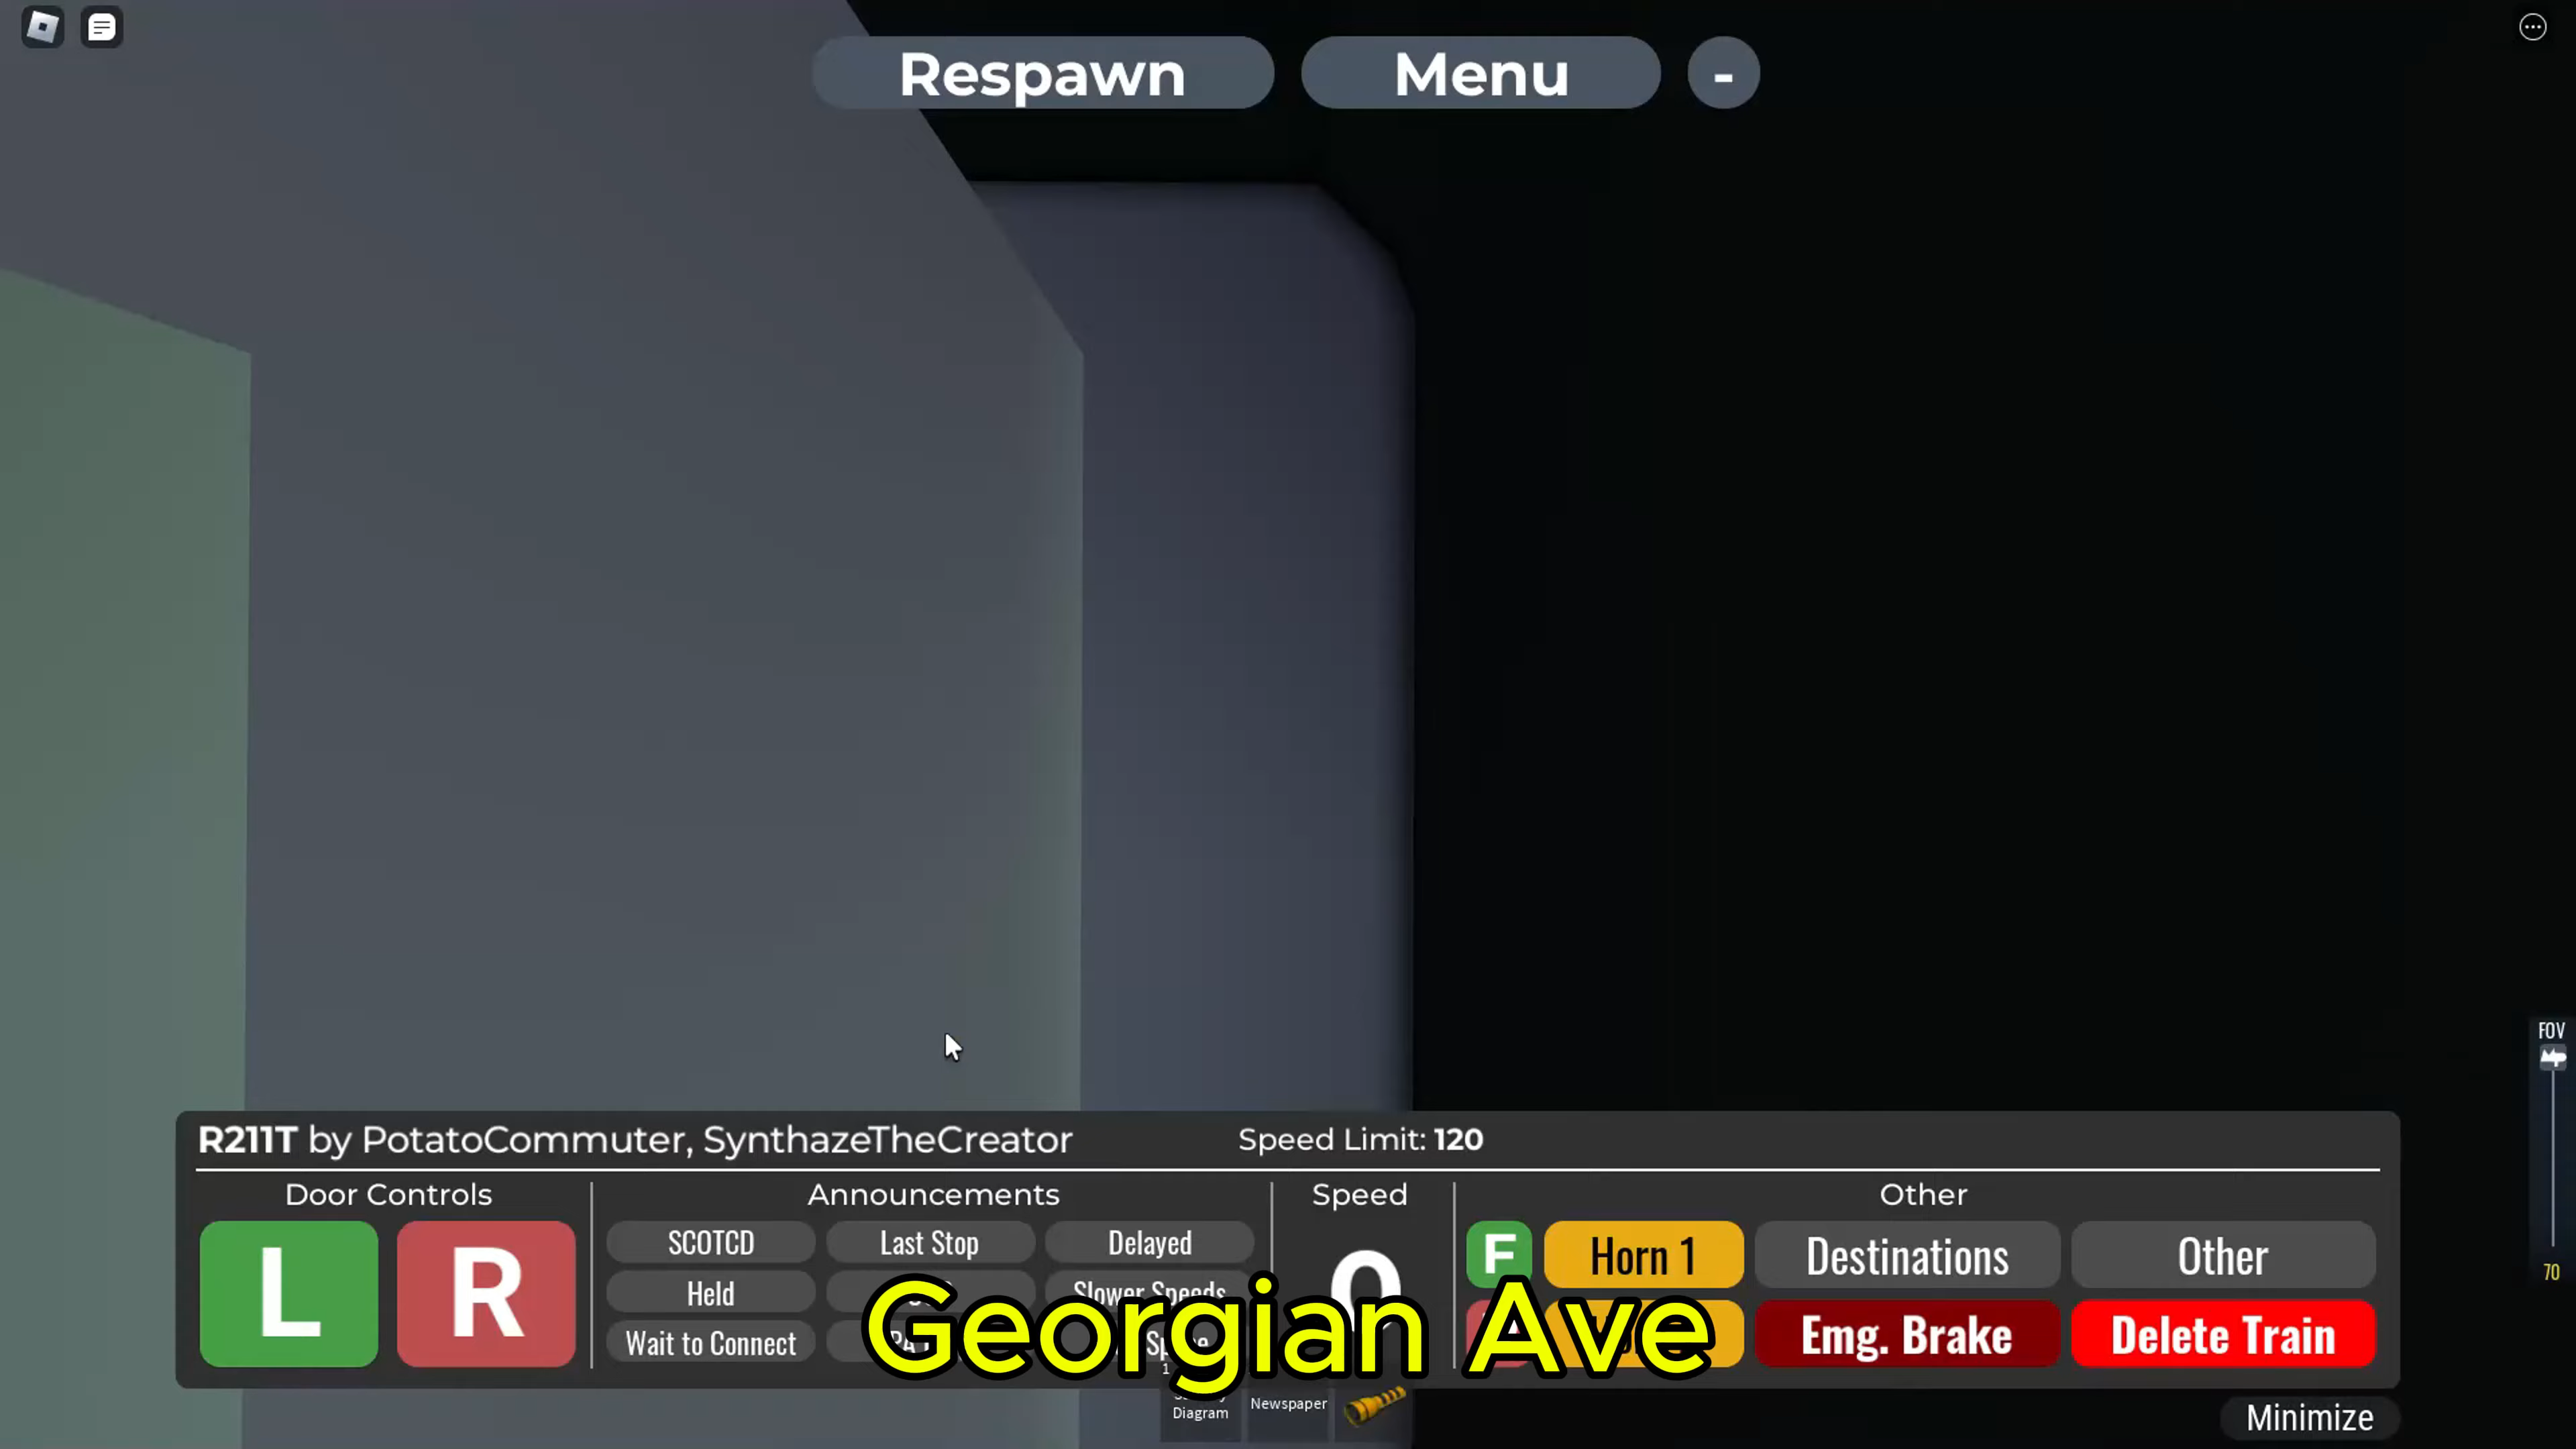 Respawn Menu -
FOV
R211T by PotatoCommuter, SynthazeTheCreator Speed Limit: 120
Door Controls Announcements Speed Other
L R
SCOTCD Last Stop Delayed
F Horn 1 Destinations Other
Held Slower Speeds 0
Wait to Connect
Emg. Brake Delete Train
70
Georgian Ave
1
Diagram Newspaper
Minimize